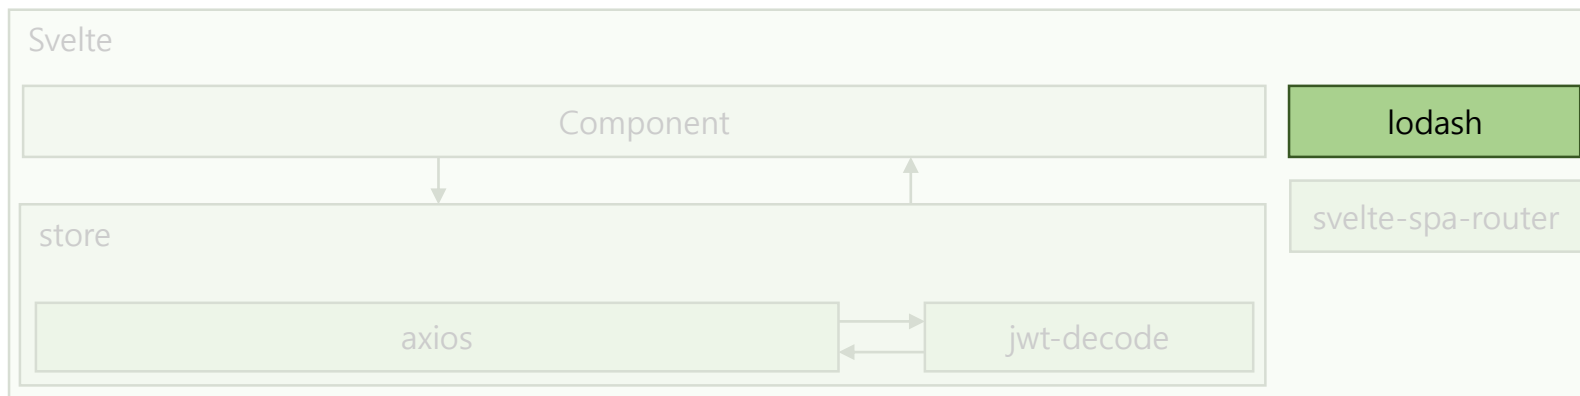 Svelte
Component
lodash
store
svelte-spa-router
axios
jwt-decode